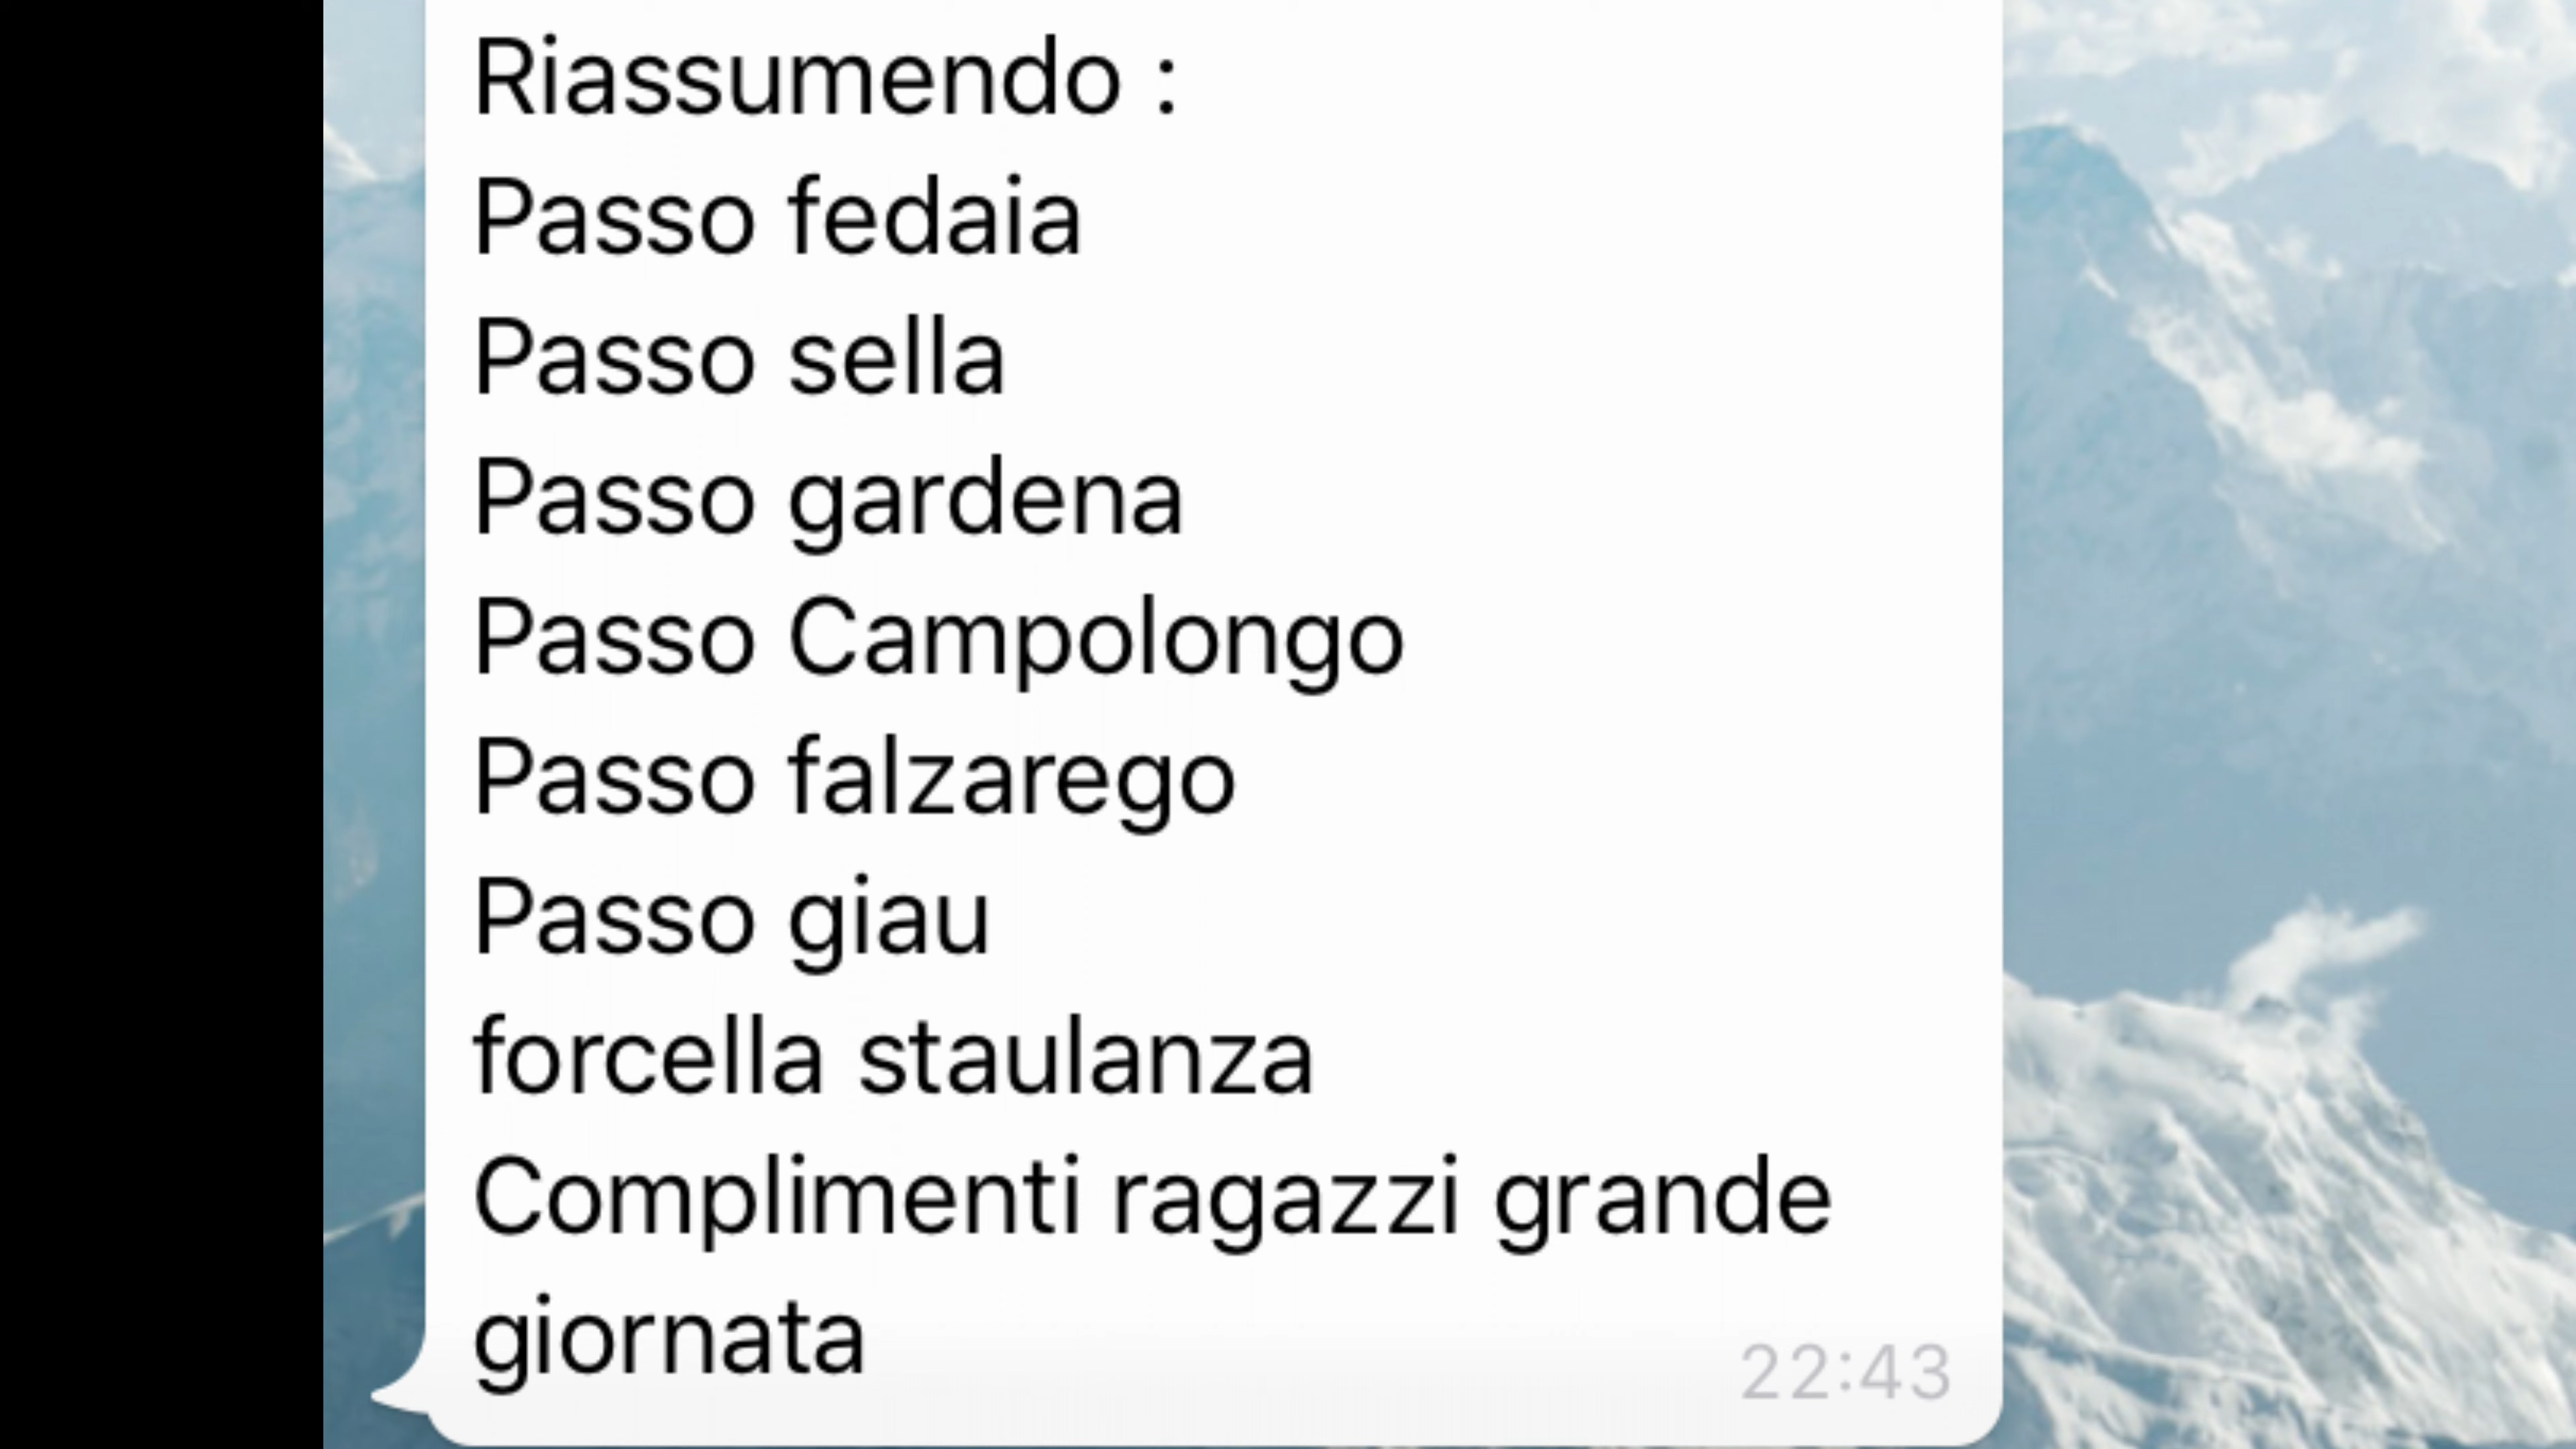 Riassumendo :
Passo fedaia
Passo sella
Passo gardena
Passo Campolongo
Passo falzarego
Passo giau
forcella staulanza
Complimenti ragazzi grande
giornata
22:43